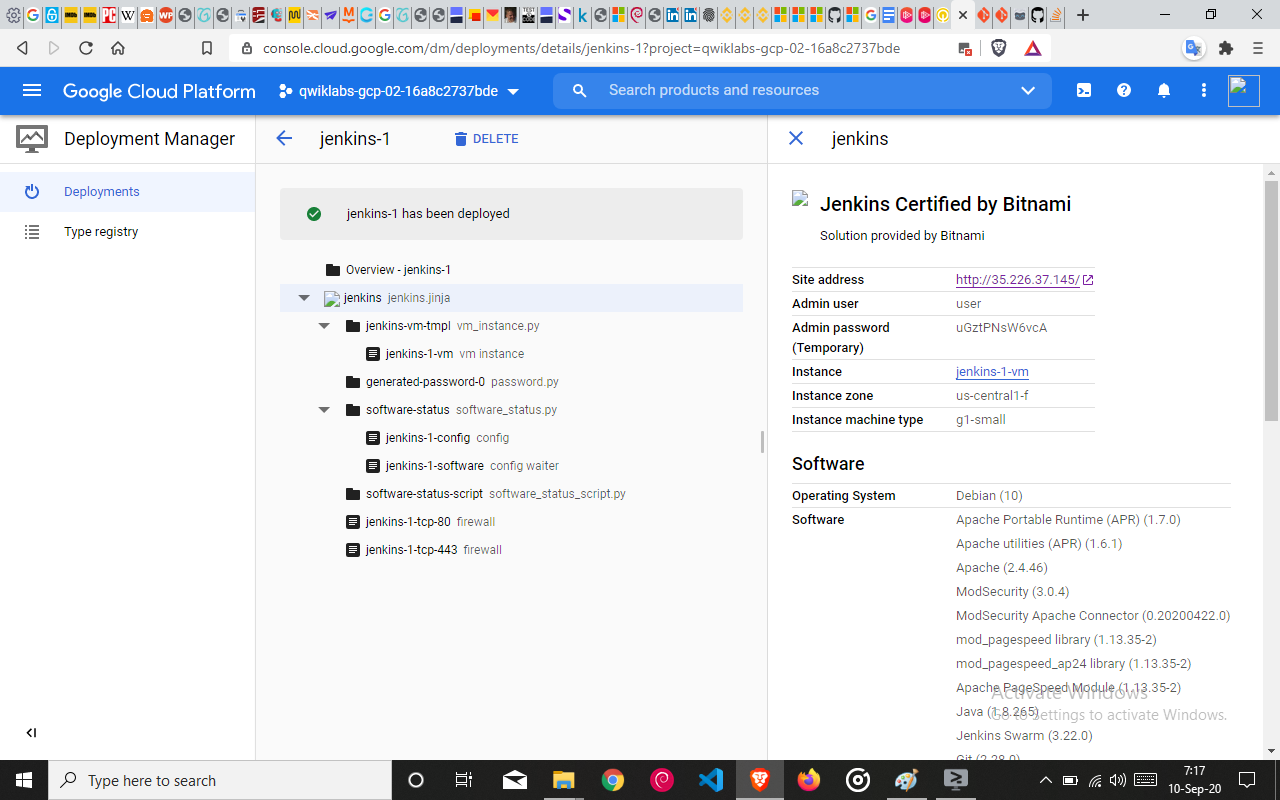 console.cloud.google.com/dm/deployments/details/jenkins-1?project=qwiklabs-gcp-02-16a8c2737bde
Google Cloud Platform
qwiklabs-gcp-02-16a8c2737bde
Search products and resources
Deployment Manager
jenkins-1
DELETE
jenkins
Deployments
Type registry
jenkins-1 has been deployed
Overview - jenkins-1
jenkins jenkins.jinja
jenkins-vm-tmpl vm_instance.py
jenkins-1-vm vm instance
generated-password-0 password.py
software-status software_status.py
jenkins-1-config config
jenkins-1-software config waiter
software-status-script software_status_script.py
jenkins-1-tcp-80 firewall
jenkins-1-tcp-443 firewall
Jenkins Certified by Bitnami
Solution provided by Bitnami
Site address http://35.226.37.145/
Admin user user
Admin password (Temporary) uGztPNsW6vcA
Instance jenkins-1-vm
Instance zone us-central1-f
Instance machine type g1-small
Software
Operating System Debian (10)
Software Apache Portable Runtime (APR) (1.7.0)
Apache utilities (APR) (1.6.1)
Apache (2.4.46)
ModSecurity (3.0.4)
ModSecurity Apache Connector (0.20200422.0)
mod_pagespeed library (1.13.35-2)
mod_pagespeed_ap24 library (1.13.35-2)
Apache PageSpeed Module (1.13.35-2)
Java (1.8.265)
Jenkins Swarm (3.22.0)
Git (2.28.0)
Activate Windows
Go to Settings to activate Windows.
Type here to search
7:17
10-Sep-20